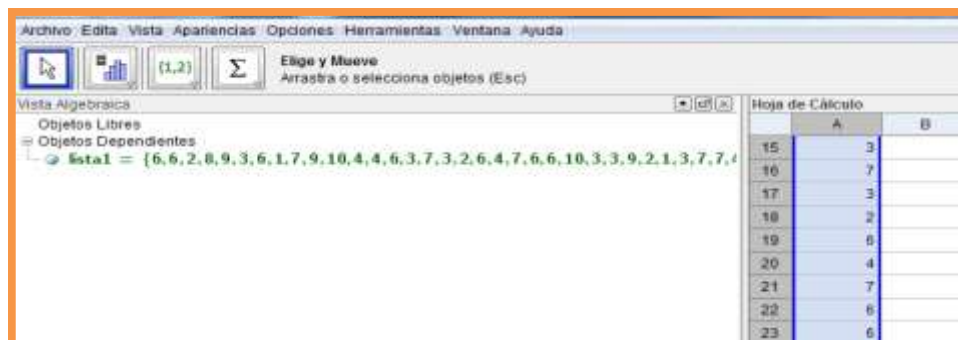 Archivo Edita Vista Apariencias Opciones Herramientas Ventana Ayuda
{1,2} Σ Elige y Mueve
Arrastra o selecciona objetos (Esc)
Vista Algebraica Hoja de Cálculo
Objetos Libres A B
Objetos Dependientes
lista1 = {6,6,2,8,9,3,6,1,7,9,10,4,4,6,3,7,3,2,6,4,7,6,6,10,3,3,9,2,1,3,7,7,
15 3
16 7
17 3
18 2
19 6
20 4
21 7
22 6
23 6